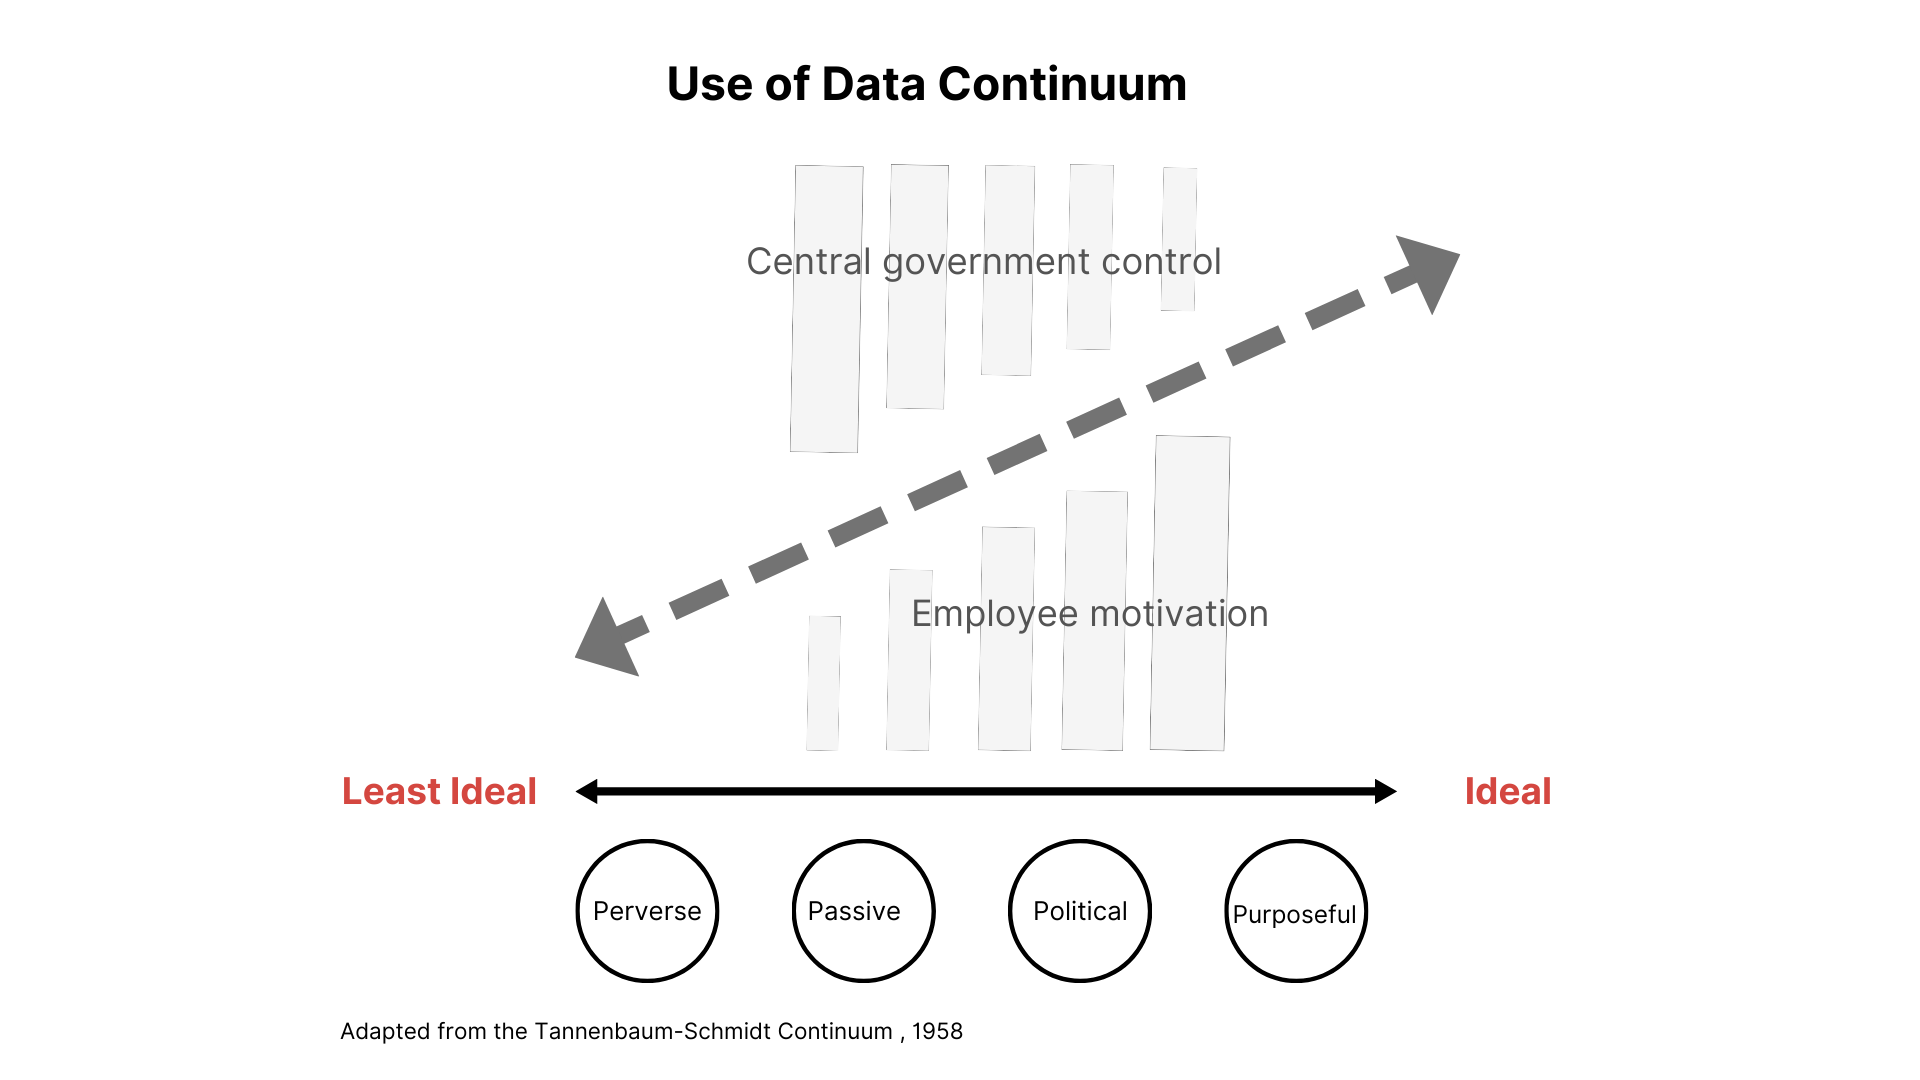 Use of Data Continuum
Central government control
Employee motivation
Least Ideal
Ideal
Perverse
Passive
Political
Purposeful
Adapted from the Tannenbaum-Schmidt Continuum , 1958